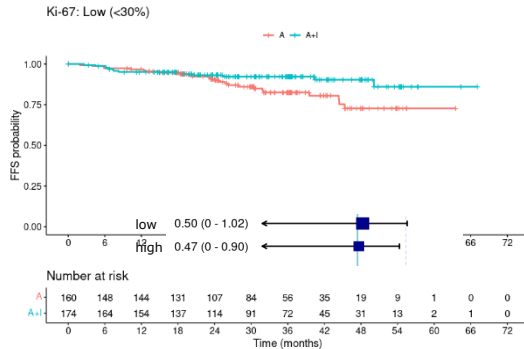 Ki-67: Low (<30%)
A A+I
1.00
0.75
0.50
0.25
0.00
FFS probability
low 0.50 (0 - 1.02)
high 0.47 (0 - 0.90)
0 6 12 66 72
Number at risk
A 160 148 144 131 107 84 56 35 19 9 1 0 0
A+I 174 164 154 137 114 91 72 45 31 13 2 1 0
0 6 12 18 24 30 36 42 48 54 60 66 72
Time (months)